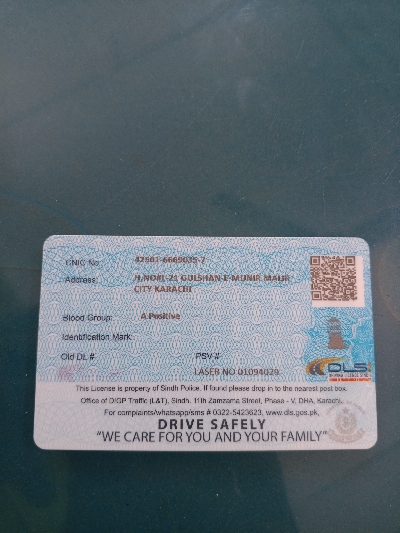 CNIC No. 42501-6669035-7
Address: H,NORL-21 GULSHAN-E-MUNIR MALIR
CITY KARACHI
Blood Group: A Positive
Identification Mark:
Old DL # PSV #
LASER NO 01094029
DLS
This License is property of Sindh Police. If found please drop in to the nearest post box.
Office of DIGP Traffic (L&T), Sindh, 11th Zamzama Street, Phase - V, DHA, Karachi.
For complaints/whatsapp/sms # 0322-5423623, www.dls.gos.pk,
DRIVE SAFELY
"WE CARE FOR YOU AND YOUR FAMILY"